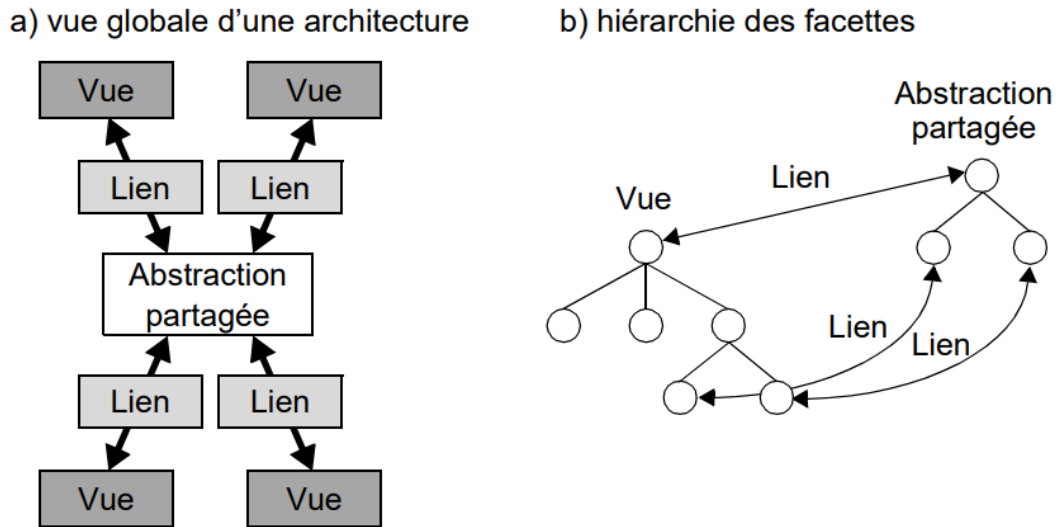 a) vue globale d'une architecture
Vue
Vue
Lien
Lien
Abstraction
partagée
Lien
Lien
Vue
Vue
b) hiérarchie des facettes
Abstraction
partagée
Lien
Vue
Lien
Lien